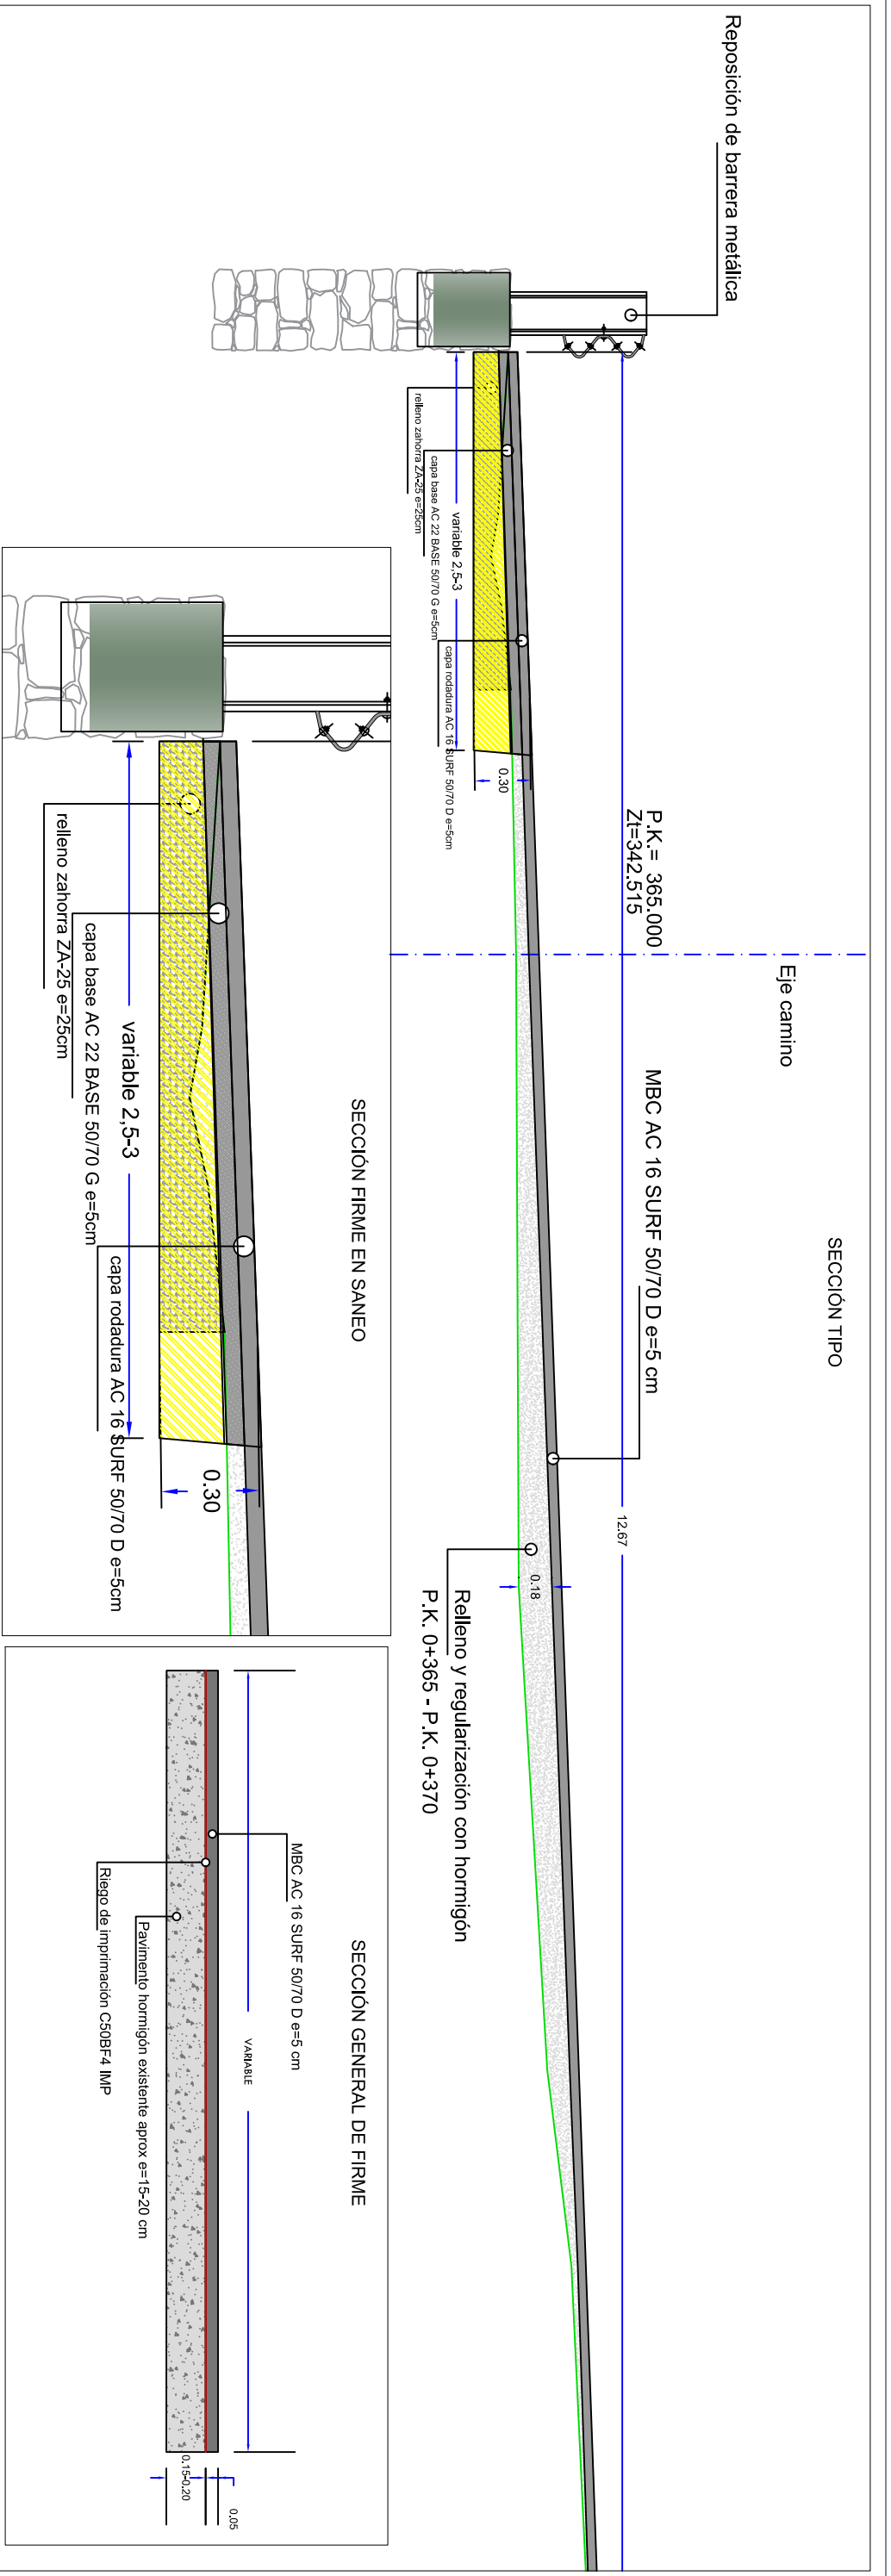 SECCIÓN TIPO
Reposición de barrera metálica
Eje camino
P.K.= 365.000
Zt=342.515
MBC AC 16 SURF 50/70 D e=5 cm
12.67
0.18
Relleno y regularización con hormigón
P.K. 0+365 - P.K. 0+370
0.30
variable 2,5-3
capa rodadura AC 16 SURF 50/70 D e=5cm
capa base AC 22 BASE 50/70 G e=5cm
relleno zahorra ZA-25 e=25cm
SECCIÓN FIRME EN SANEO
0.30
variable 2,5-3
capa rodadura AC 16 SURF 50/70 D e=5cm
capa base AC 22 BASE 50/70 G e=5cm
relleno zahorra ZA-25 e=25cm
SECCIÓN GENERAL DE FIRME
MBC AC 16 SURF 50/70 D e=5 cm
VARIABLE
0.05
0.15-0.20
Pavimento hormigón existente aprox e=15-20 cm
Riego de imprimación C50BF4 IMP